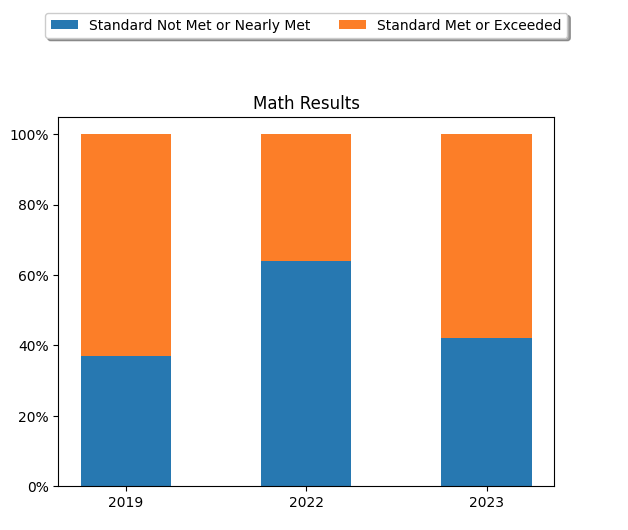 Standard Not Met or Nearly Met Standard Met or Exceeded
Math Results
100%
80%
60%
40%
20%
0%
2019 2022 2023